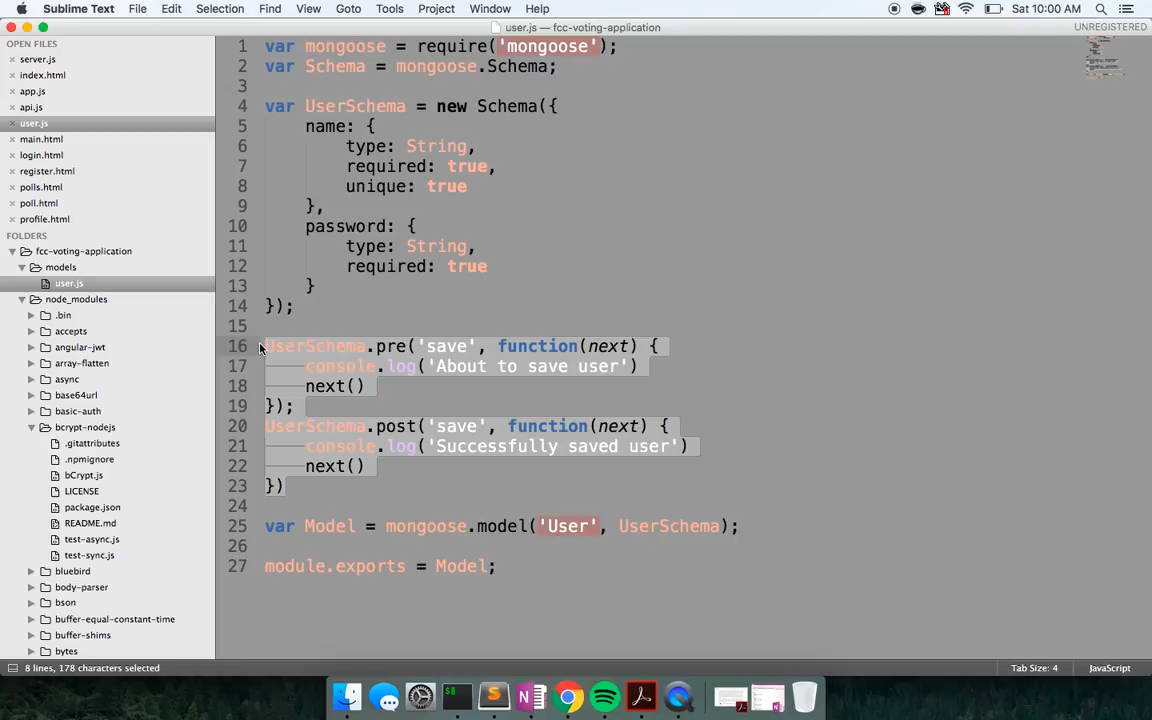 Sublime Text File Edit Selection Find View Goto Tools Project Window Help Sat 10:00 AM
user.js — fcc-voting-application UNREGISTERED
OPEN FILES
server.js
index.html
app.js
api.js
user.js
main.html
login.html
register.html
polls.html
poll.html
profile.html
FOLDERS
fcc-voting-application
models
user.js
node_modules
.bin
accepts
angular-jwt
array-flatten
async
base64url
basic-auth
bcrypt-nodejs
.gitattributes
.npmignore
bCrypt.js
LICENSE
package.json
README.md
test-async.js
test-sync.js
bluebird
body-parser
bson
buffer-equal-constant-time
buffer-shims
bytes
1 var mongoose = require('mongoose');
2 var Schema = mongoose.Schema;
3
4 var UserSchema = new Schema({
5 name: {
6 type: String,
7 required: true,
8 unique: true
9 },
10 password: {
11 type: String,
12 required: true
13 }
14 });
15
16 UserSchema.pre('save', function(next) {
17 console.log('About to save user')
18 next()
19 });
20 UserSchema.post('save', function(next) {
21 console.log('Successfully saved user')
22 next()
23 })
24
25 var Model = mongoose.model('User', UserSchema);
26
27 module.exports = Model;
8 lines, 178 characters selected Tab Size: 4 JavaScript